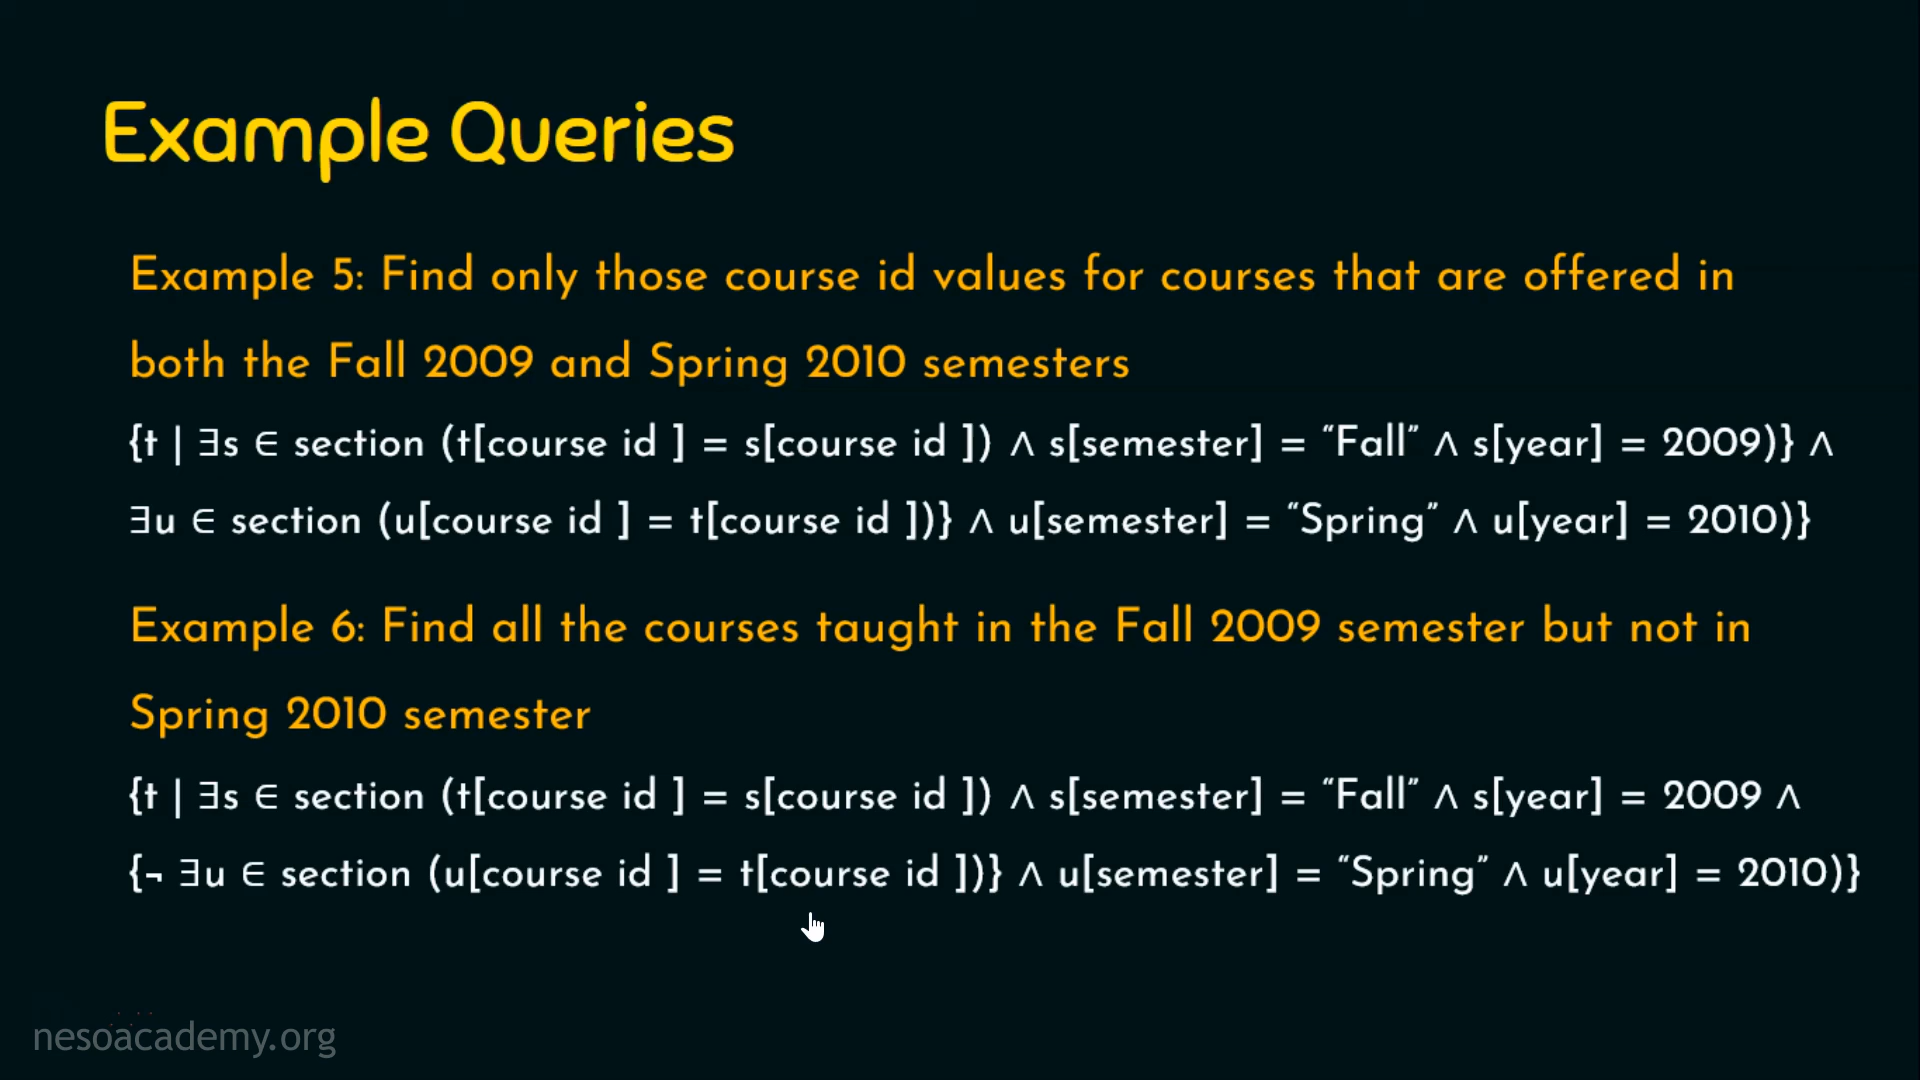 Example Queries
Example 5: Find only those course id values for courses that are offered in
both the Fall 2009 and Spring 2010 semesters
{t | ∃s ∈ section (t[course id ] = s[course id ]) ∧ s[semester] = “Fall” ∧ s[year] = 2009)} ∧
∃u ∈ section (u[course id ] = t[course id ])} ∧ u[semester] = “Spring” ∧ u[year] = 2010)}
Example 6: Find all the courses taught in the Fall 2009 semester but not in
Spring 2010 semester
{t | ∃s ∈ section (t[course id ] = s[course id ]) ∧ s[semester] = “Fall” ∧ s[year] = 2009 ∧
{¬ ∃u ∈ section (u[course id ] = t[course id ])} ∧ u[semester] = “Spring” ∧ u[year] = 2010)}
nesoacademy.org